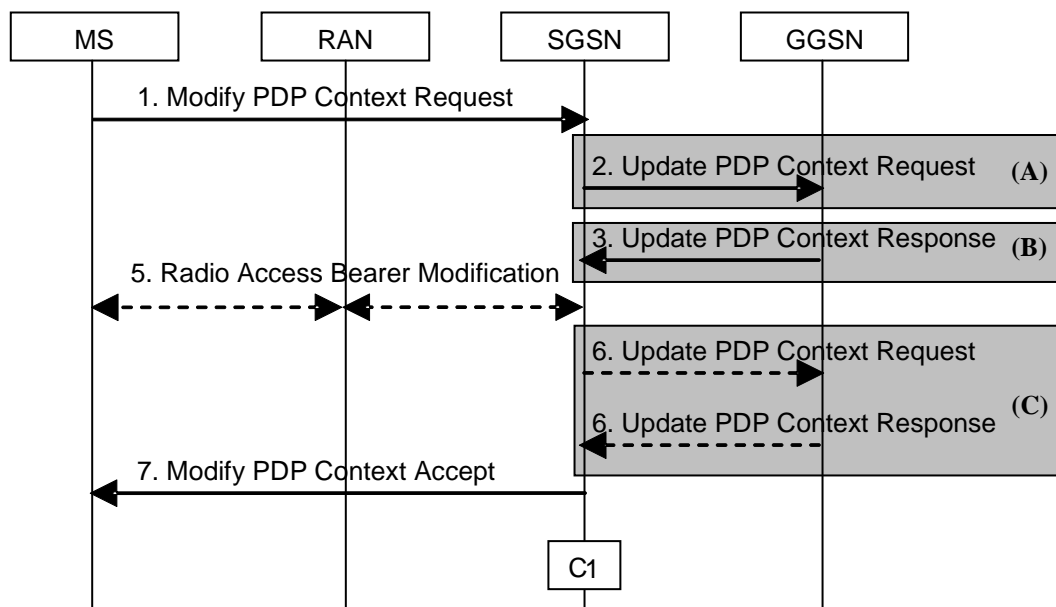 MS RAN SGSN GGSN
1. Modify PDP Context Request
2. Update PDP Context Request (A)
3. Update PDP Context Response (B)
5. Radio Access Bearer Modification
6. Update PDP Context Request
(C)
6. Update PDP Context Response
7. Modify PDP Context Accept
C1